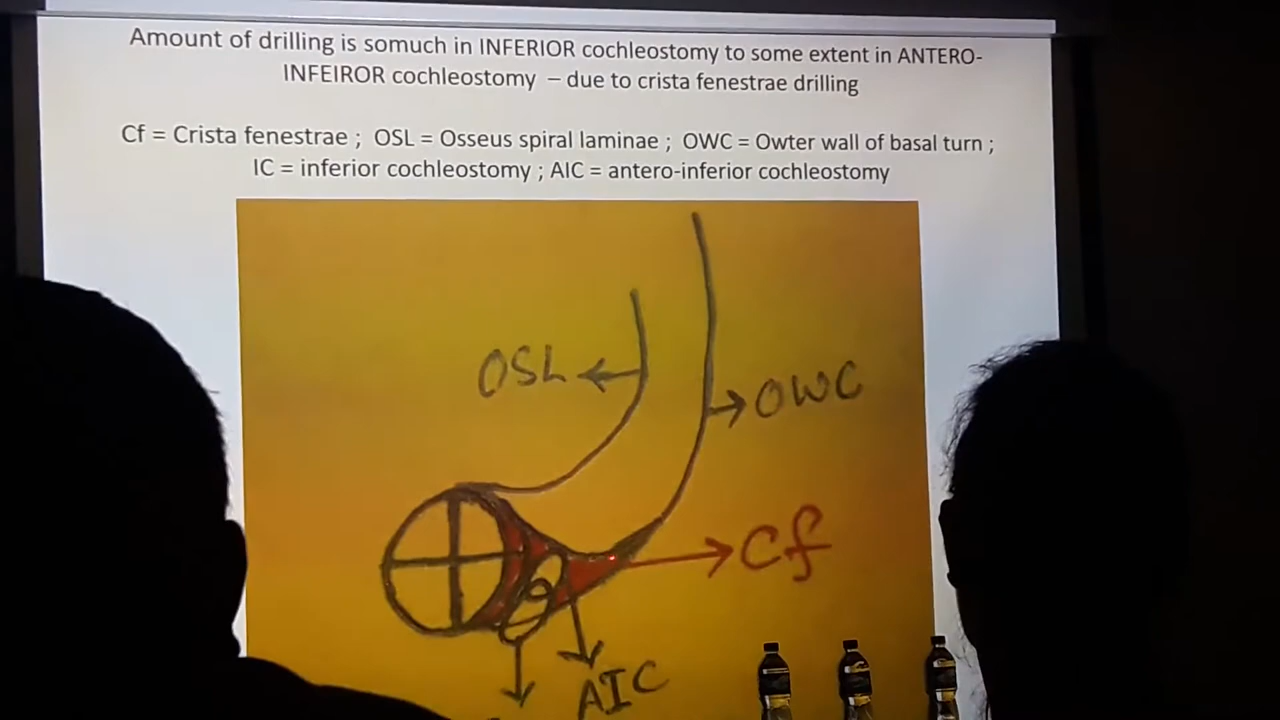 Amount of drilling is somuch in INFERIOR cochleostomy to some extent in ANTERO-
INFEIROR cochleostomy – due to crista fenestrae drilling
Cf = Crista fenestrae ; OSL = Osseus spiral laminae ; OWC = Owter wall of basal turn ;
IC = inferior cochleostomy ; AIC = antero-inferior cochleostomy
OSL
OWC
Cf
AIC